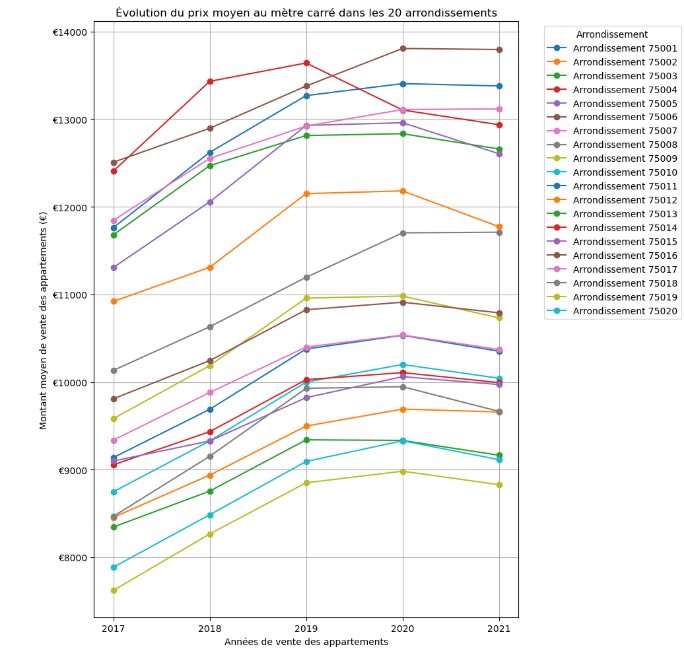 Évolution du prix moyen au mètre carré dans les 20 arrondissements
€14000
€13000
€12000
€11000
€10000
€9000
€8000
Montant moyen de vente des appartements (€)
2017
2018
2019
2020
2021
Années de vente des appartements
Arrondissement
Arrondissement 75001
Arrondissement 75002
Arrondissement 75003
Arrondissement 75004
Arrondissement 75005
Arrondissement 75006
Arrondissement 75007
Arrondissement 75008
Arrondissement 75009
Arrondissement 75010
Arrondissement 75011
Arrondissement 75012
Arrondissement 75013
Arrondissement 75014
Arrondissement 75015
Arrondissement 75016
Arrondissement 75017
Arrondissement 75018
Arrondissement 75019
Arrondissement 75020